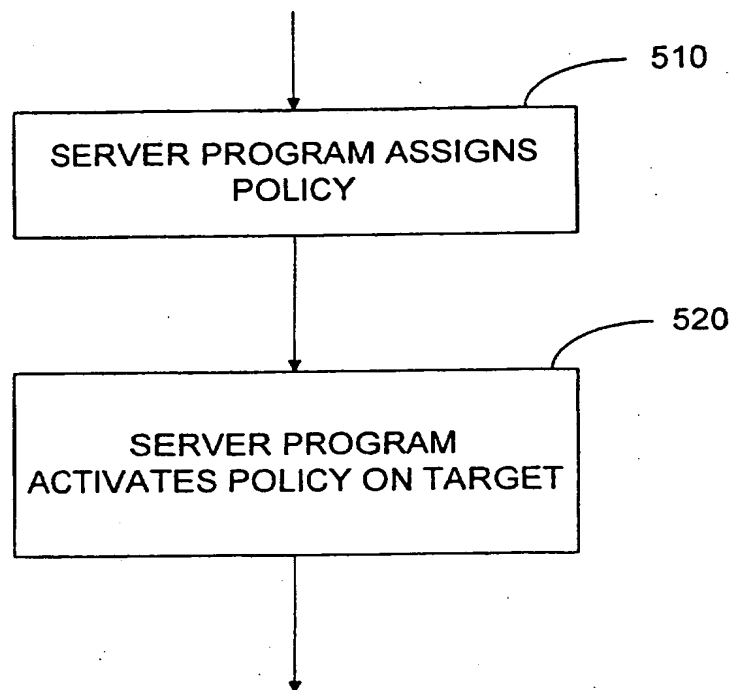 510
SERVER PROGRAM ASSIGNS
POLICY
520
SERVER PROGRAM
ACTIVATES POLICY ON TARGET